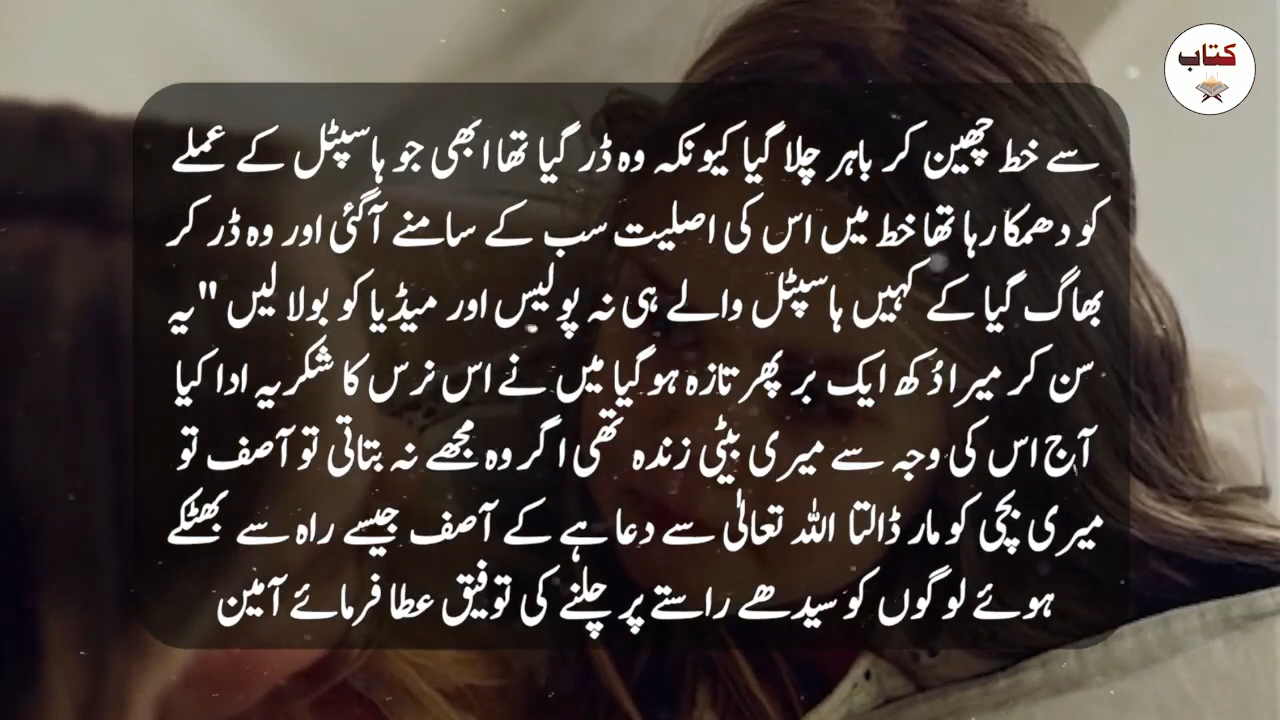 کتاب
سے خط چھین کر باہر چلا گیا کیونکہ وہ ڈر گیا تھا ابھی جو ہاسپٹل کے عملے
کو دھمکا رہا تھا خط میں اس کی اصلیت سب کے سامنے آگئی اور وہ ڈر کر
بھاگ گیا کے کہیں ہاسپٹل والے ہی نہ پولیس اور میڈیا کو بولا لیں "یہ
سن کر میرا دُکھ ایک بر پھر تازہ ہوگیا میں نے اس نرس کا شکریہ ادا کیا
آج اس کی وجہ سے میری بیٹی زندہ تھی اگر وہ مجھے نہ بتاتی تو آصف تو
میری بچی کو مار ڈالتا اللہ تعالیٰ سے دعا ہے کے آصف جیسے راہ سے بھٹکے
ہوئے لوگوں کو سیدھے راستے پر چلنے کی توفیق عطا فرمائے آمین